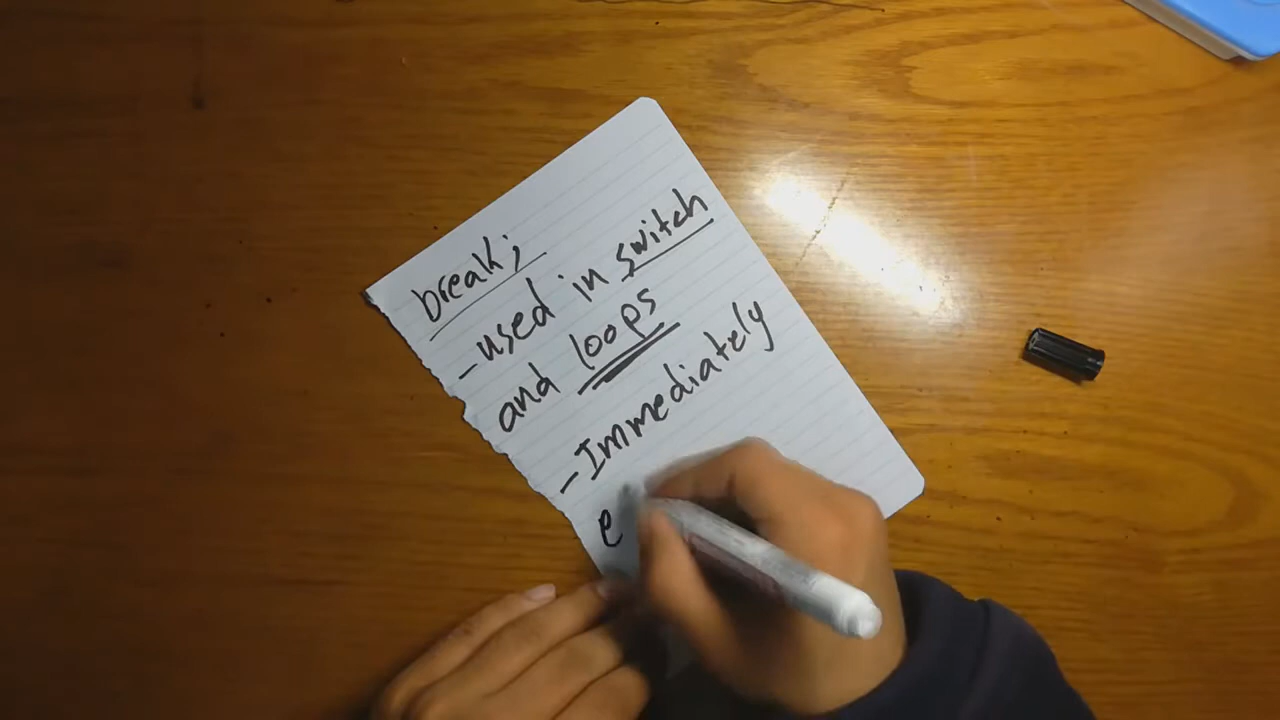 break;
-used in switch
and loops
-Immediately
e